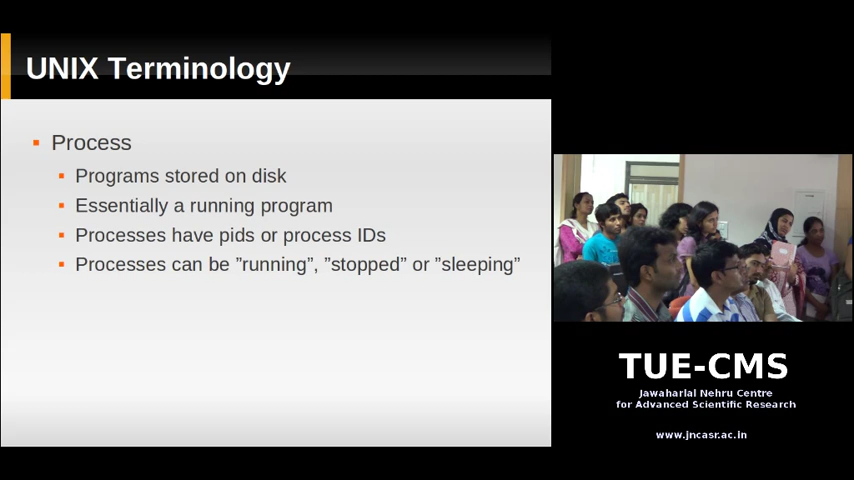 UNIX Terminology
Process
Programs stored on disk
Essentially a running program
Processes have pids or process IDs
Processes can be ”running”, ”stopped” or ”sleeping”
TUE-CMS
Jawaharlal Nehru Centre
for Advanced Scientific Research
www.jncasr.ac.in